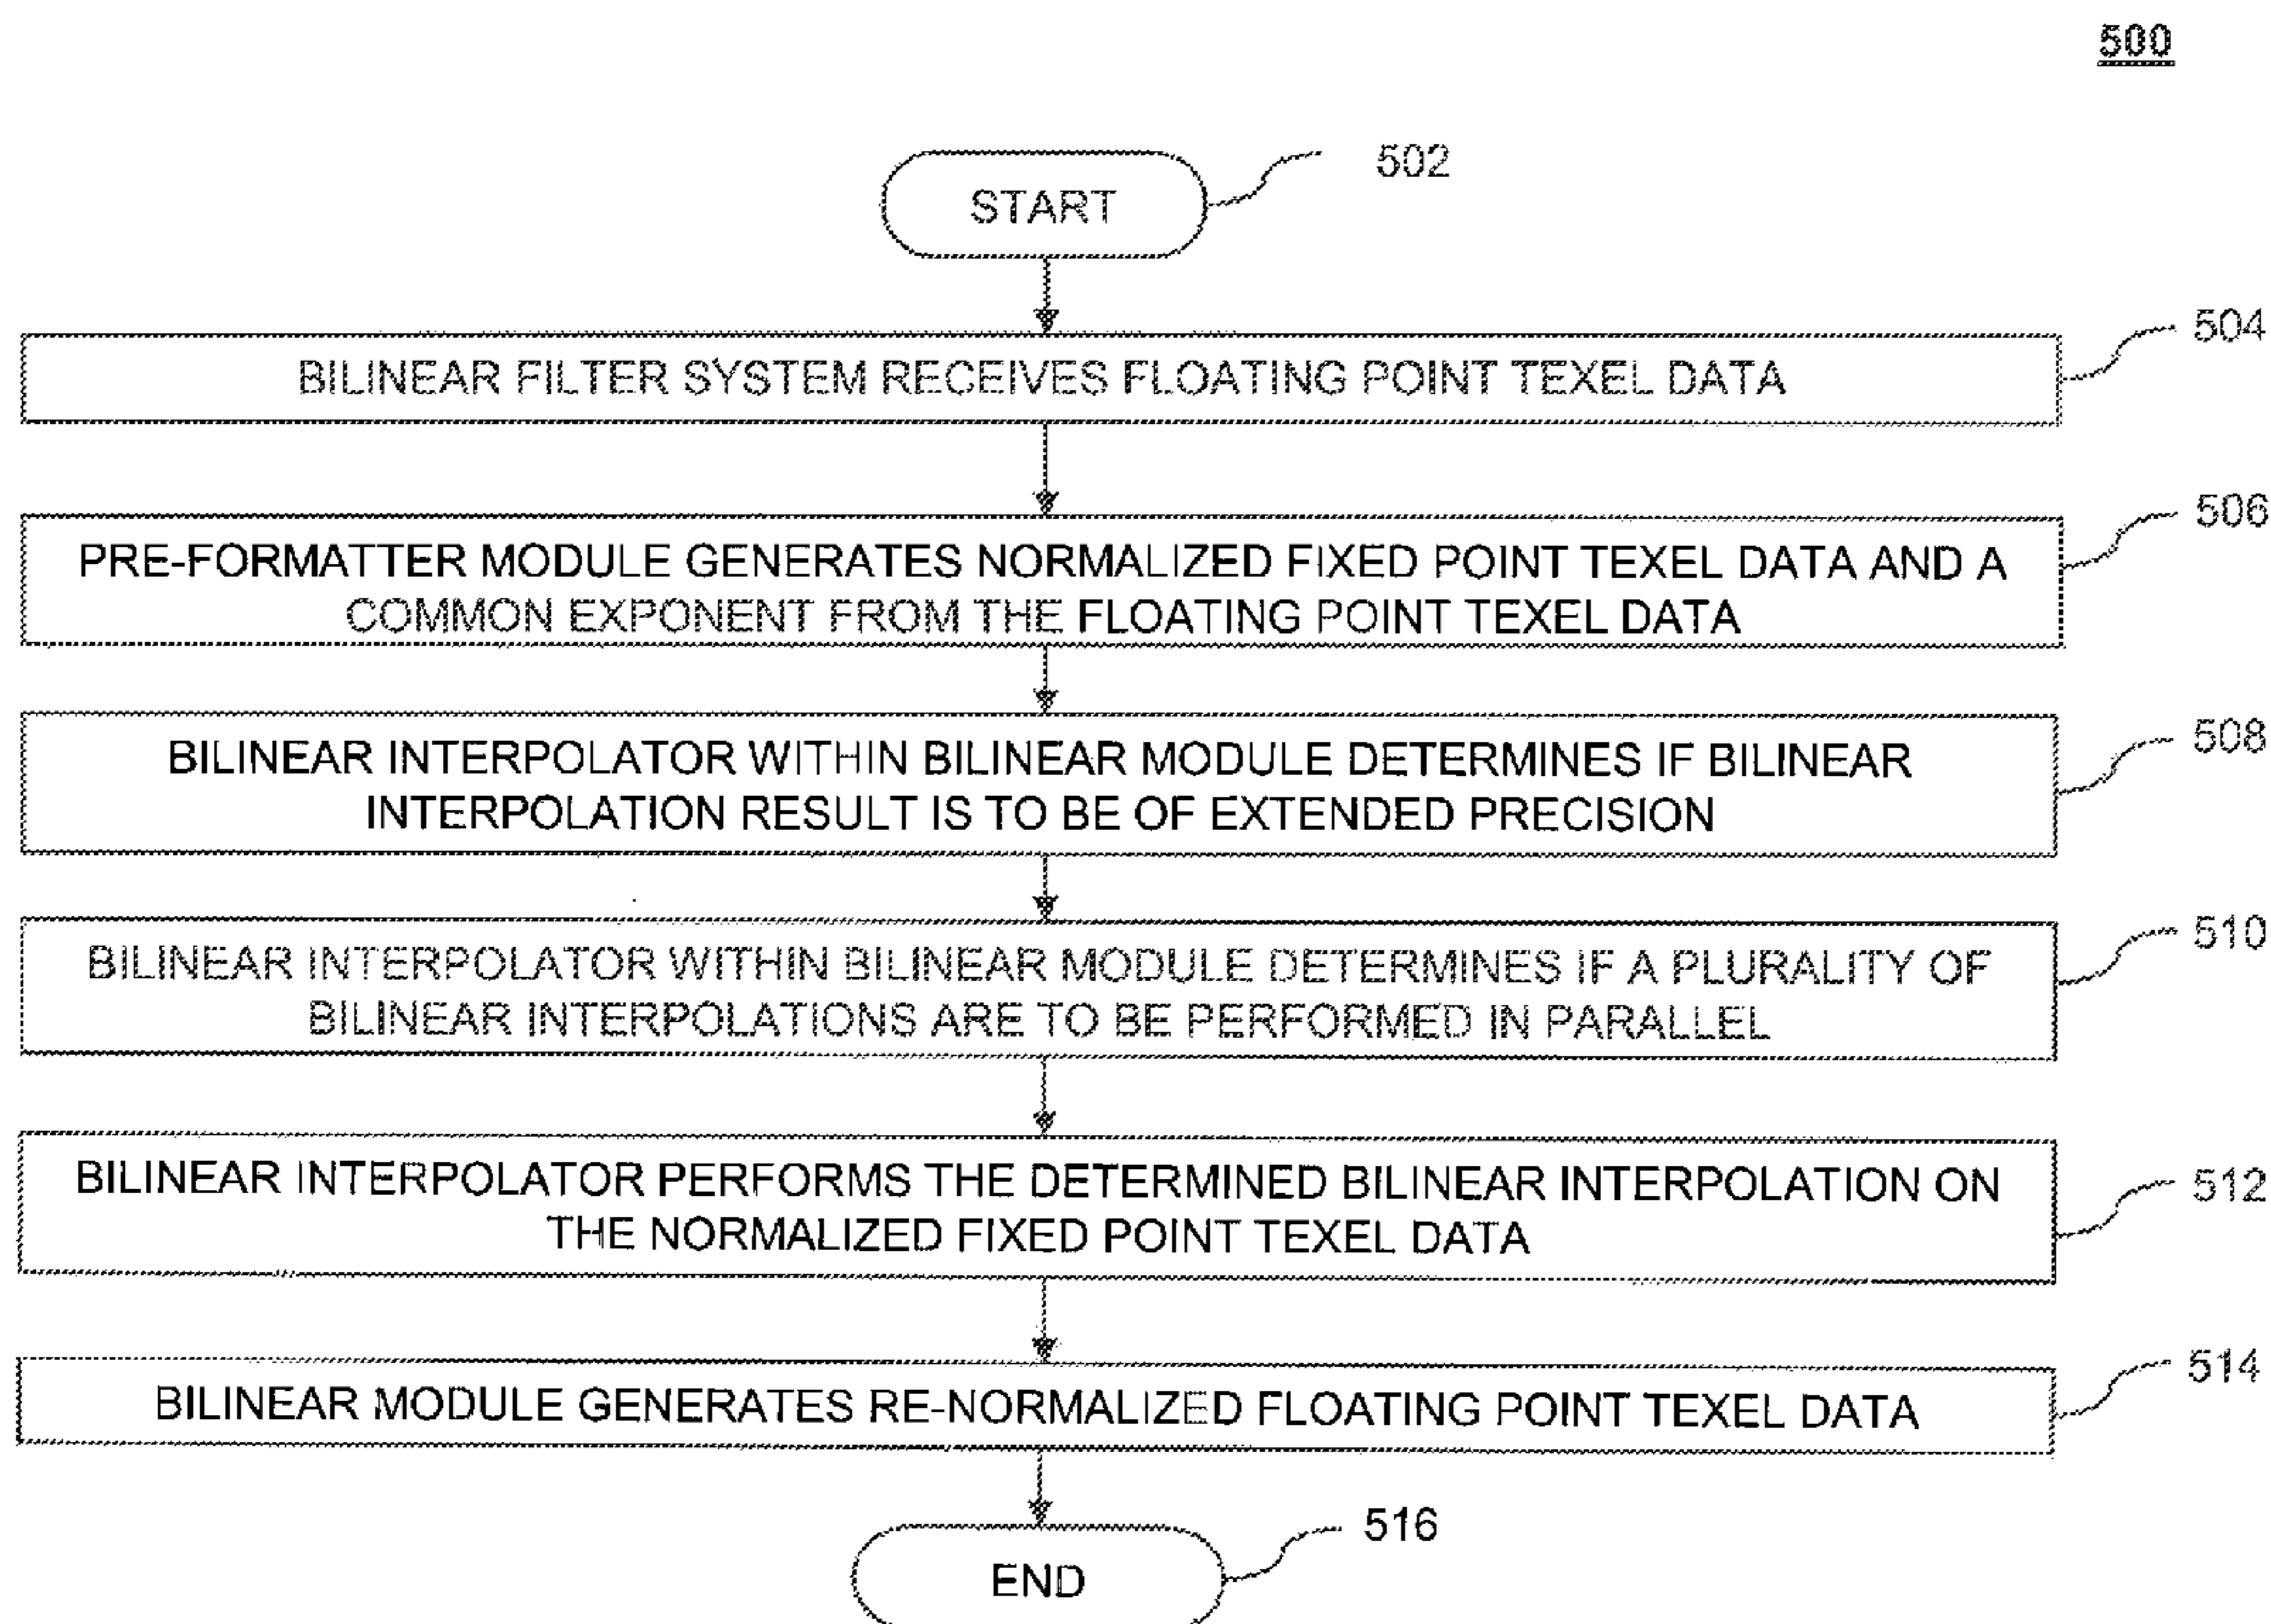 500
START
502
BILINEAR FILTER SYSTEM RECEIVES FLOATING POINT TEXEL DATA
504
PRE-FORMATTER MODULE GENERATES NORMALIZED FIXED POINT TEXEL DATA AND A
COMMON EXPONENT FROM THE FLOATING POINT TEXEL DATA
506
BILINEAR INTERPOLATOR WITHIN BILINEAR MODULE DETERMINES IF BILINEAR
INTERPOLATION RESULT IS TO BE OF EXTENDED PRECISION
508
BILINEAR INTERPOLATOR WITHIN BILINEAR MODULE DETERMINES IF A PLURALITY OF
BILINEAR INTERPOLATIONS ARE TO BE PERFORMED IN PARALLEL
510
BILINEAR INTERPOLATOR PERFORMS THE DETERMINED BILINEAR INTERPOLATION ON
THE NORMALIZED FIXED POINT TEXEL DATA
512
BILINEAR MODULE GENERATES RE-NORMALIZED FLOATING POINT TEXEL DATA
514
END
516